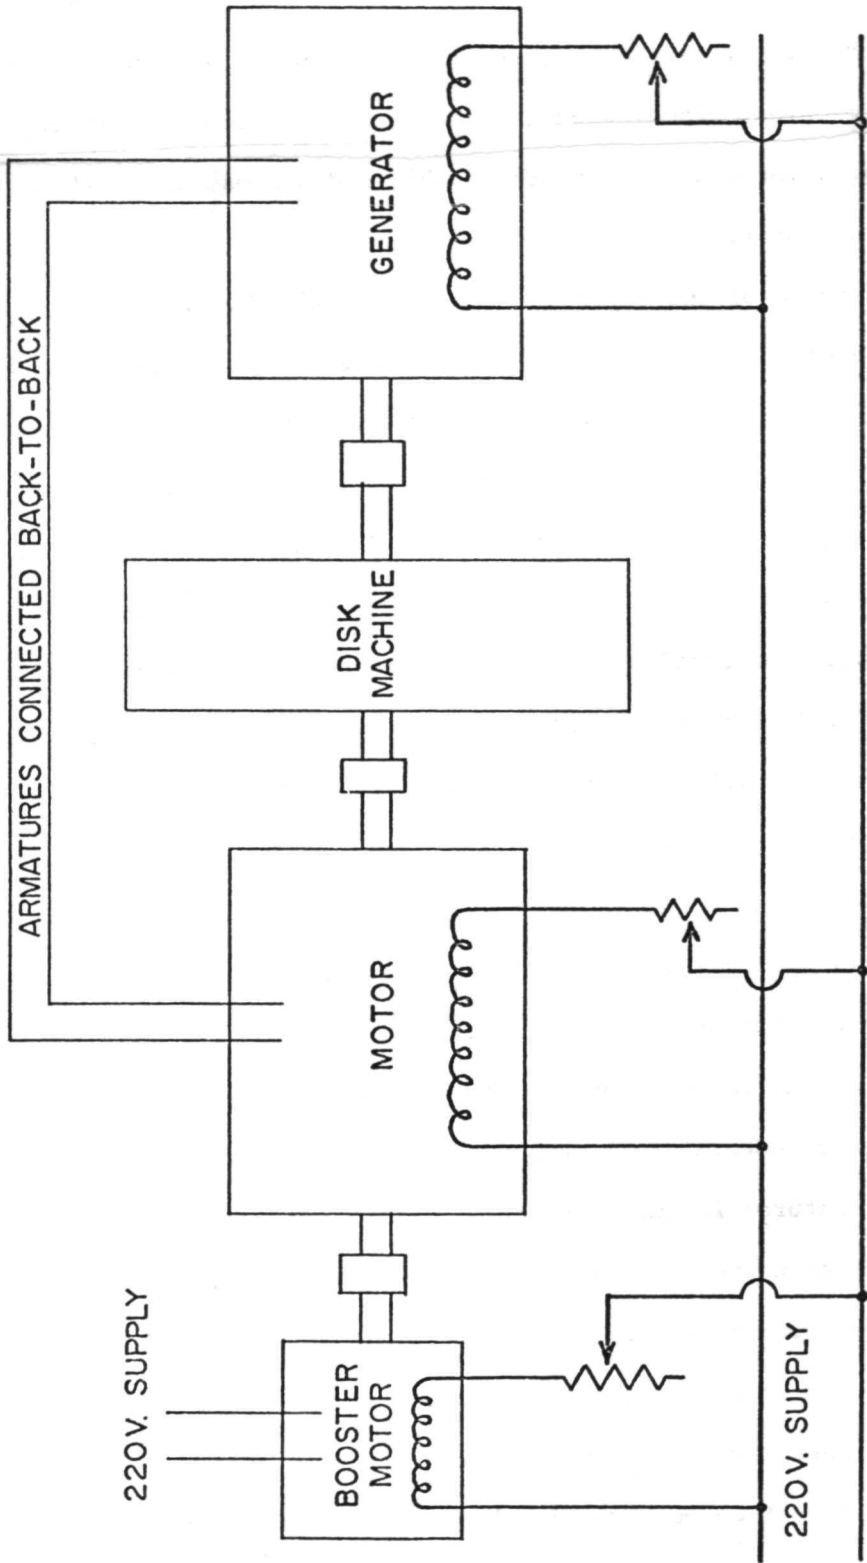 ARMATURES CONNECTED BACK-TO-BACK
220V. SUPPLY
BOOSTER
MOTOR
MOTOR
DISK
MACHINE
GENERATOR
220V. SUPPLY